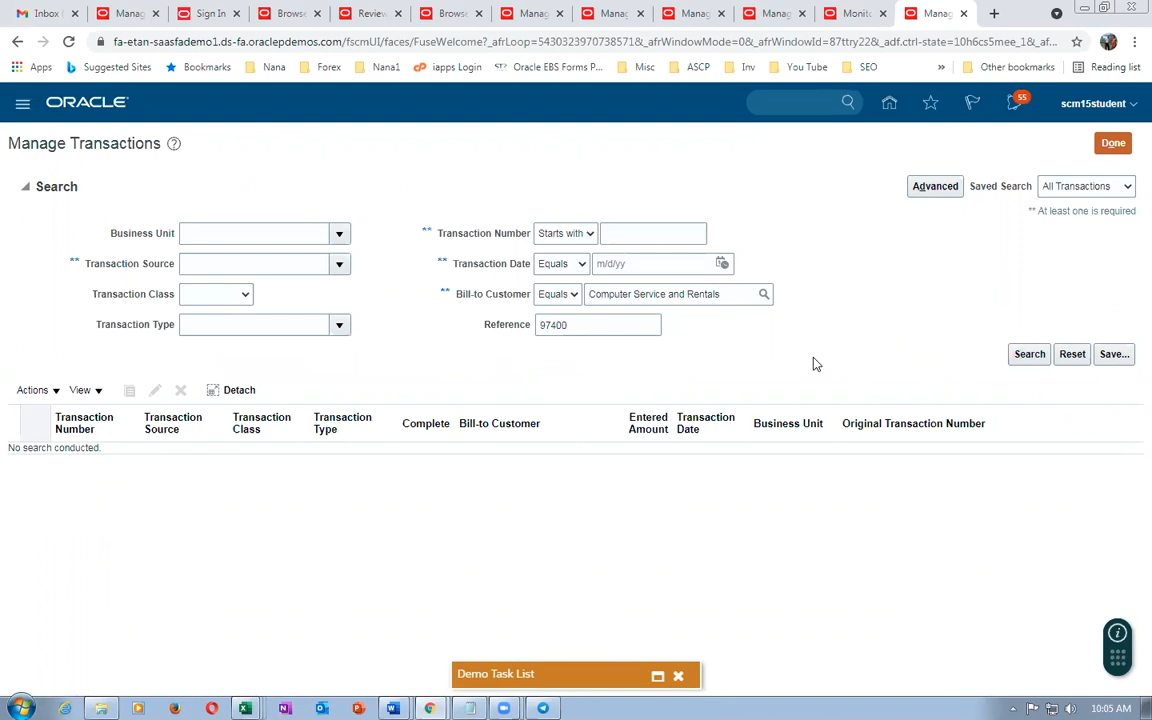 Inbox Manag Sign In Browse Review Browse Manag Manag Manag Manag Monito Manag
fa-etan-saasfademo1.ds-fa.oraclepdemos.com/fscmUI/faces/FuseWelcome?_afrLoop=5430323970738571&_afrWindowMode=0&_afrWindowId=87ttry22&_adf.ctrl-state=10h6cs5mee_1&_af...
Apps Suggested Sites Bookmarks Nana Forex Nana1 iapps Login Oracle EBS Forms P... Misc ASCP Inv You Tube SEO » Other bookmarks Reading list
ORACLE 55 scm15student
Manage Transactions ? Done
Search Advanced Saved Search All Transactions
** At least one is required
Business Unit ** Transaction Number Starts with
** Transaction Source ** Transaction Date Equals m/d/yy
Transaction Class ** Bill-to Customer Equals Computer Service and Rentals
Transaction Type Reference 97400
Search Reset Save...
Actions View Detach
Transaction Number Transaction Source Transaction Class Transaction Type Complete Bill-to Customer Entered Amount Transaction Date Business Unit Original Transaction Number
No search conducted.
Demo Task List
10:05 AM